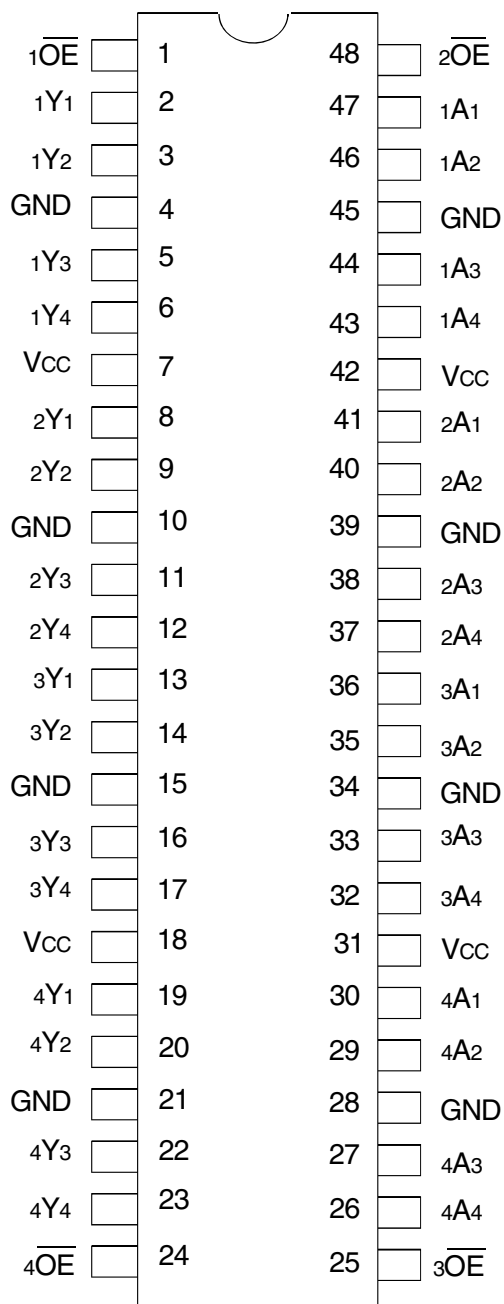 1OE 1 48 2OE
1Y1 2 47 1A1
1Y2 3 46 1A2
GND 4 45 GND
1Y3 5 44 1A3
1Y4 6 43 1A4
VCC 7 42 VCC
2Y1 8 41 2A1
2Y2 9 40 2A2
GND 10 39 GND
2Y3 11 38 2A3
2Y4 12 37 2A4
3Y1 13 36 3A1
3Y2 14 35 3A2
GND 15 34 GND
3Y3 16 33 3A3
3Y4 17 32 3A4
VCC 18 31 VCC
4Y1 19 30 4A1
4Y2 20 29 4A2
GND 21 28 GND
4Y3 22 27 4A3
4Y4 23 26 4A4
4OE 24 25 3OE